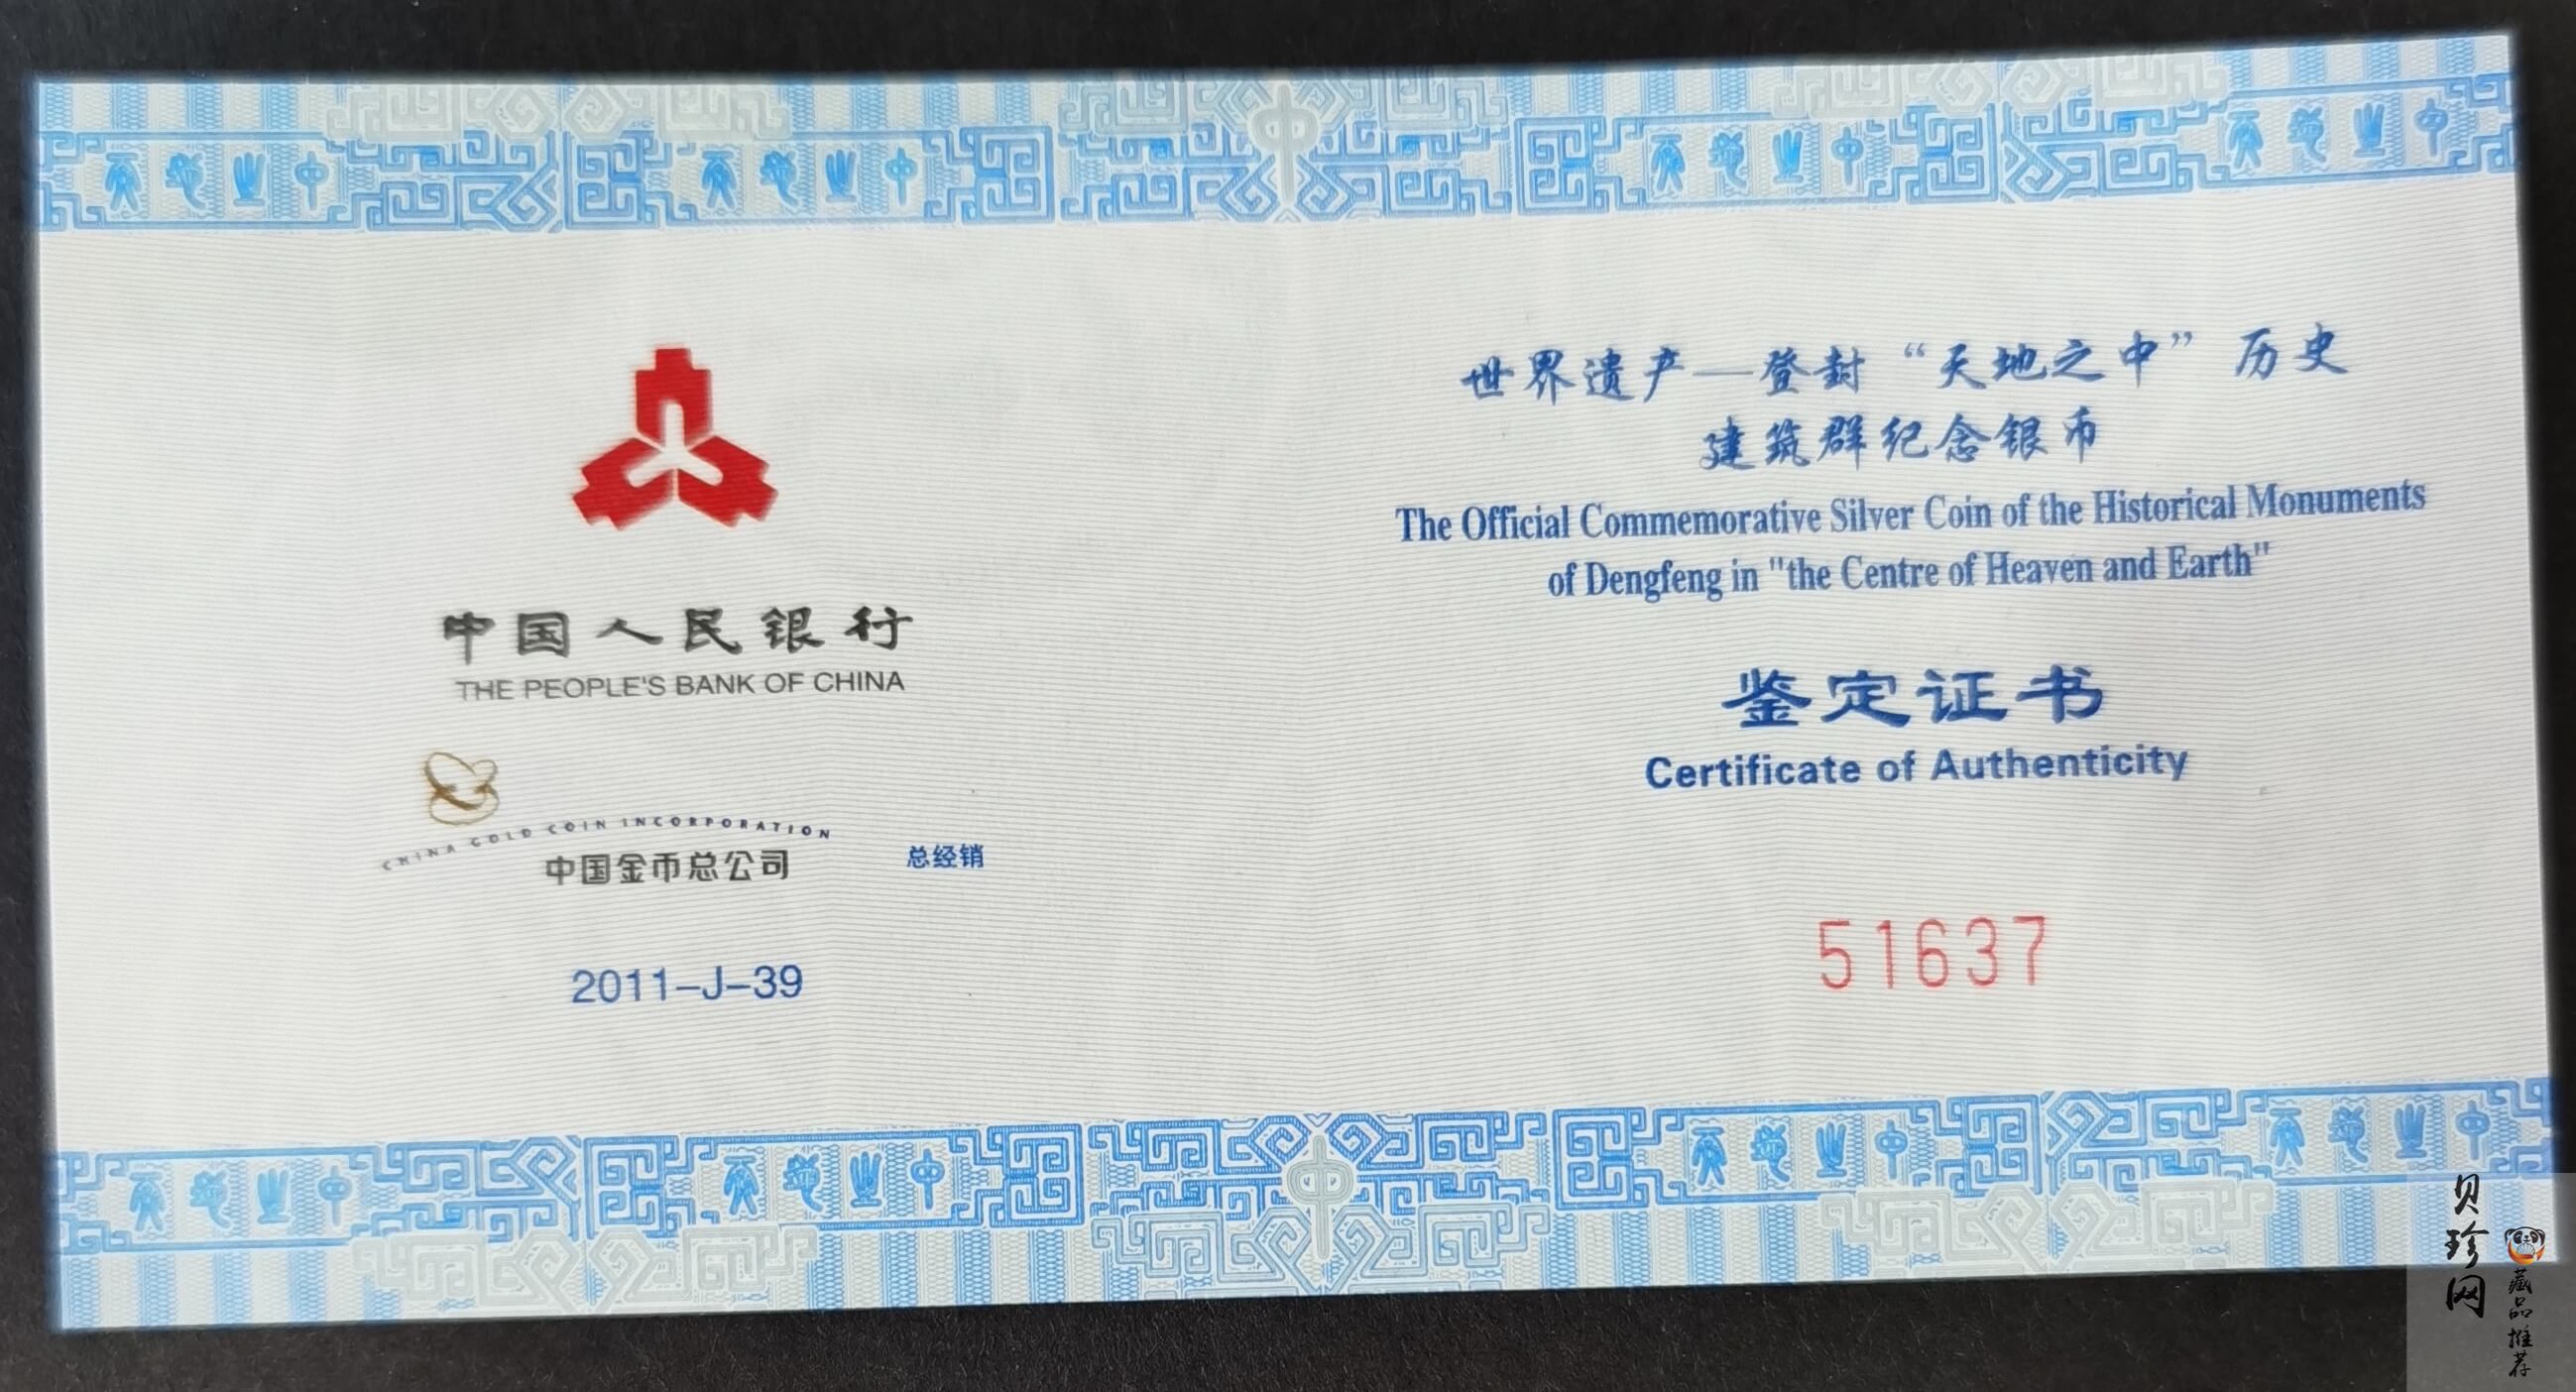 中国人民银行
THE PEOPLE'S BANK OF CHINA
CHINA GOLD COIN INCORPORATION
中国金币总公司
总经销
2011-J-39
世界遗产—登封“天地之中”历史
建筑群纪念银币
The Official Commemorative Silver Coin of the Historical Monuments
of Dengfeng in "the Centre of Heaven and Earth"
鉴定证书
Certificate of Authenticity
51637
贝珍网
藏品推荐